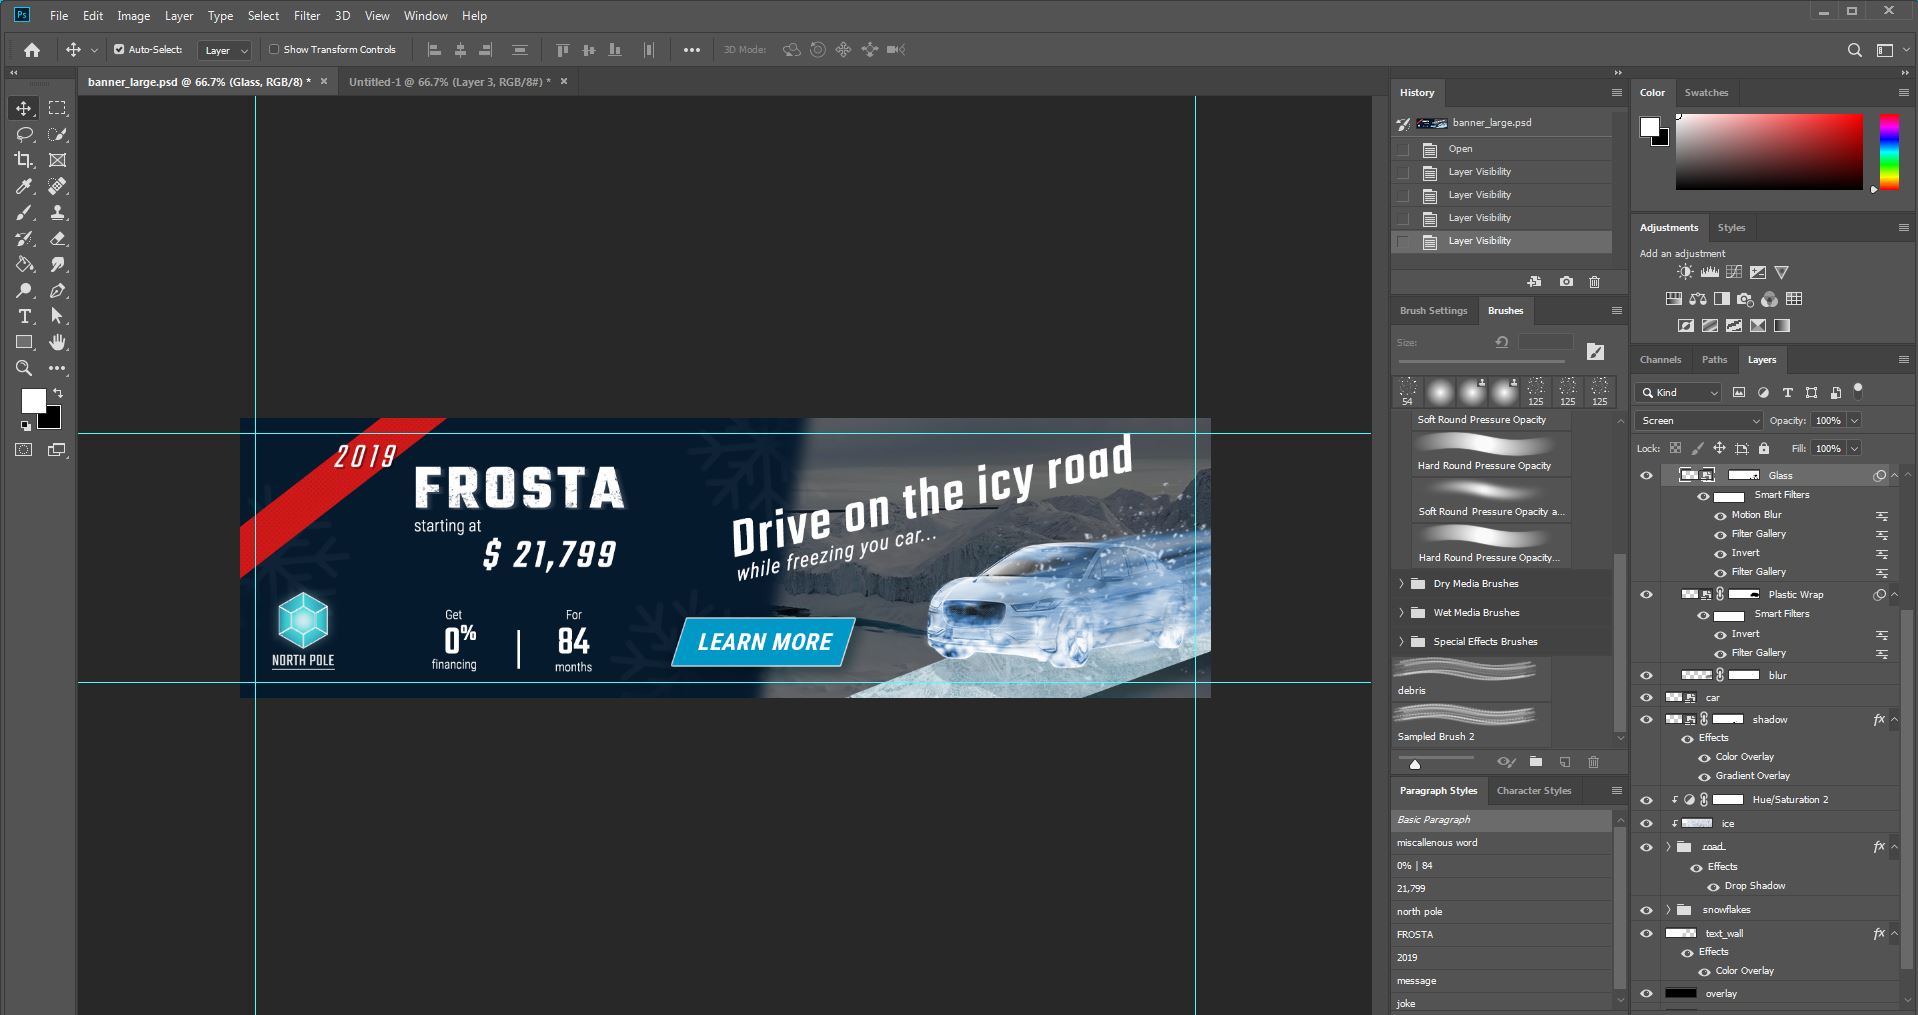 Ps File Edit Image Layer Type Select Filter 3D View Window Help
Auto-Select: Layer Show Transform Controls 3D Mode:
banner_large.psd @ 66.7% (Glass, RGB/8) * Untitled-1 @ 66.7% (Layer 3, RGB/8#) *
2019
FROSTA
starting at
$ 21,799
Get
0%
financing
For
84
months
NORTH POLE
Drive on the icy road
while freezing you car...
LEARN MORE
History
banner_large.psd
Open
Layer Visibility
Layer Visibility
Layer Visibility
Layer Visibility
Brush Settings Brushes
Size:
54 125 125 125
Soft Round Pressure Opacity
Hard Round Pressure Opacity
Soft Round Pressure Opacity a...
Hard Round Pressure Opacity...
Dry Media Brushes
Wet Media Brushes
Special Effects Brushes
debris
Sampled Brush 2
Paragraph Styles Character Styles
Basic Paragraph
miscallenous word
0% | 84
21,799
north pole
FROSTA
2019
message
joke
Color Swatches
Adjustments Styles
Add an adjustment
Channels Paths Layers
Kind
Screen Opacity: 100%
Lock: Fill: 100%
Glass
Smart Filters
Motion Blur
Filter Gallery
Invert
Filter Gallery
Plastic Wrap
Smart Filters
Invert
Filter Gallery
blur
car
shadow fx
Effects
Color Overlay
Gradient Overlay
Hue/Saturation 2
ice
road fx
Effects
Drop Shadow
snowflakes
text_wall fx
Effects
Color Overlay
overlay